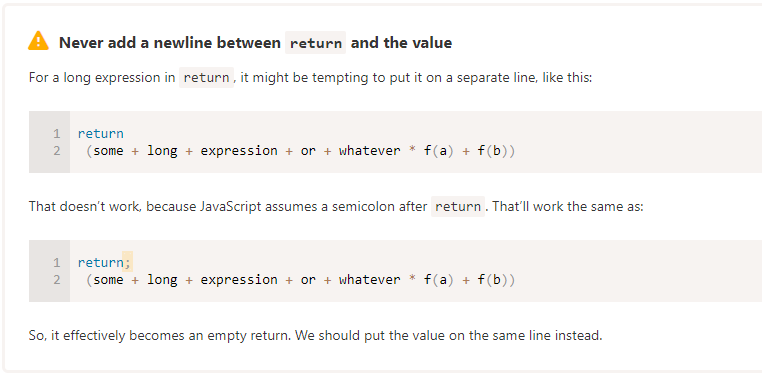 Never add a newline between return and the value
For a long expression in return, it might be tempting to put it on a separate line, like this:
1 return
2  (some + long + expression + or + whatever * f(a) + f(b))
That doesn't work, because JavaScript assumes a semicolon after return. That'll work the same as:
1 return;
2  (some + long + expression + or + whatever * f(a) + f(b))
So, it effectively becomes an empty return. We should put the value on the same line instead.